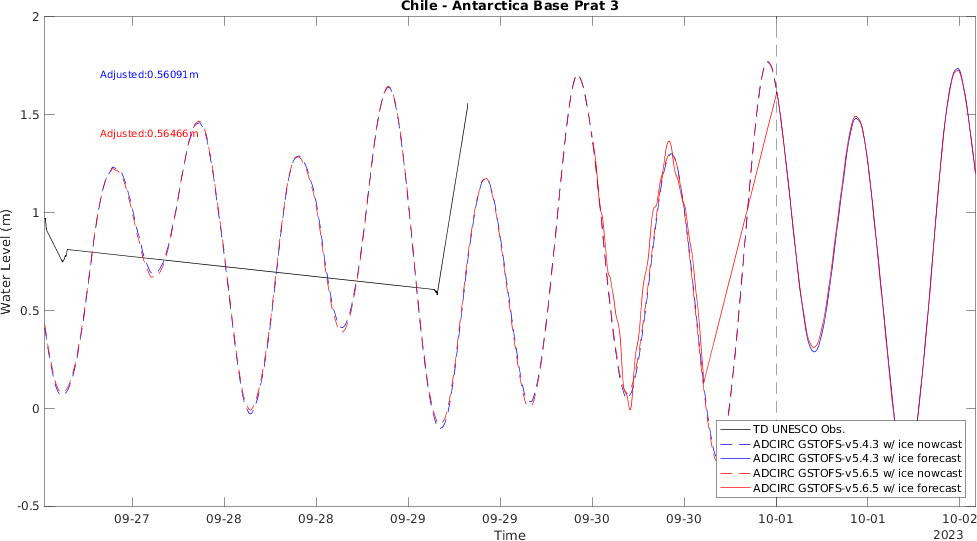 Chile - Antarctica Base Prat 3
2
Adjusted:0.56091m
1.5
Adjusted:0.56466m
1
Water Level (m)
0.5
0
TD UNESCO Obs.
ADCIRC GSTOFS-v5.4.3 w/ ice nowcast
ADCIRC GSTOFS-v5.4.3 w/ ice forecast
ADCIRC GSTOFS-v5.6.5 w/ ice nowcast
ADCIRC GSTOFS-v5.6.5 w/ ice forecast
-0.5
09-27 09-28 09-28 09-29 09-29 09-30 09-30 10-01 10-01 10-02
Time
2023